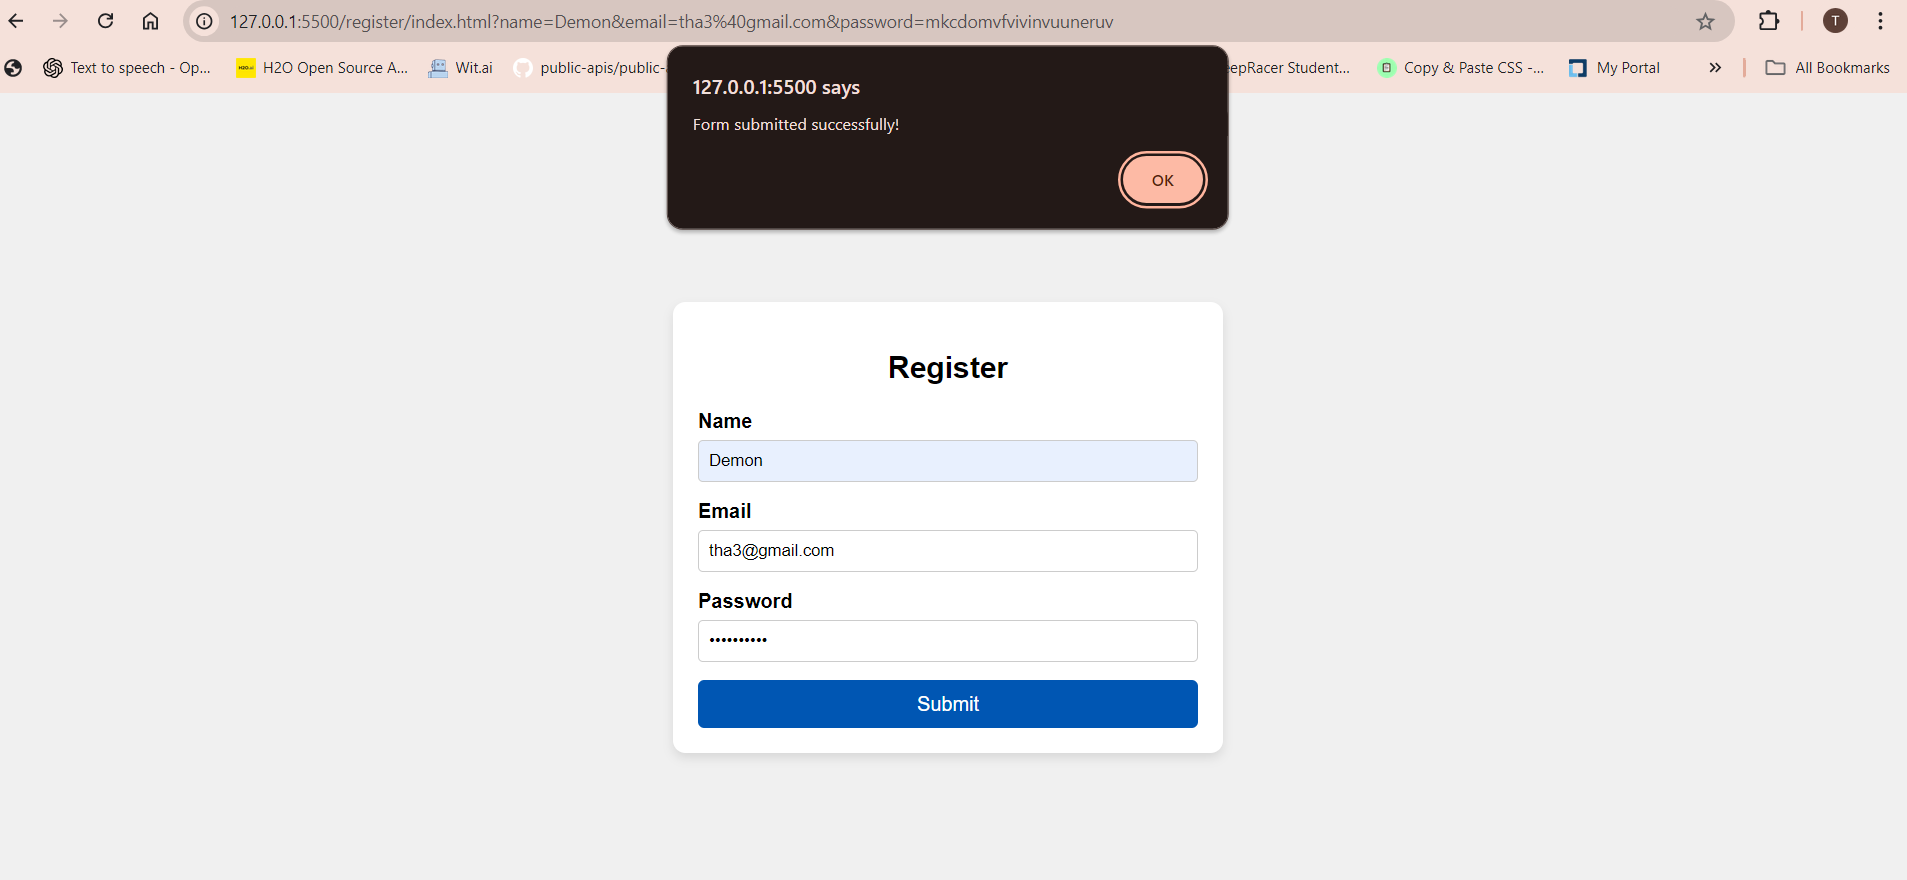 127.0.0.1:5500/register/index.html?name=Demon&email=tha3%40gmail.com&password=mkcdomvfvivinvuuneruv
T
Text to speech - Op...
H2O.ai
H2O Open Source A...
Wit.ai
public-apis/public-
epRacer Student...
Copy & Paste CSS -...
My Portal
All Bookmarks
127.0.0.1:5500 says
Form submitted successfully!
OK
Register
Name
Demon
Email
tha3@gmail.com
Password
••••••••••
Submit